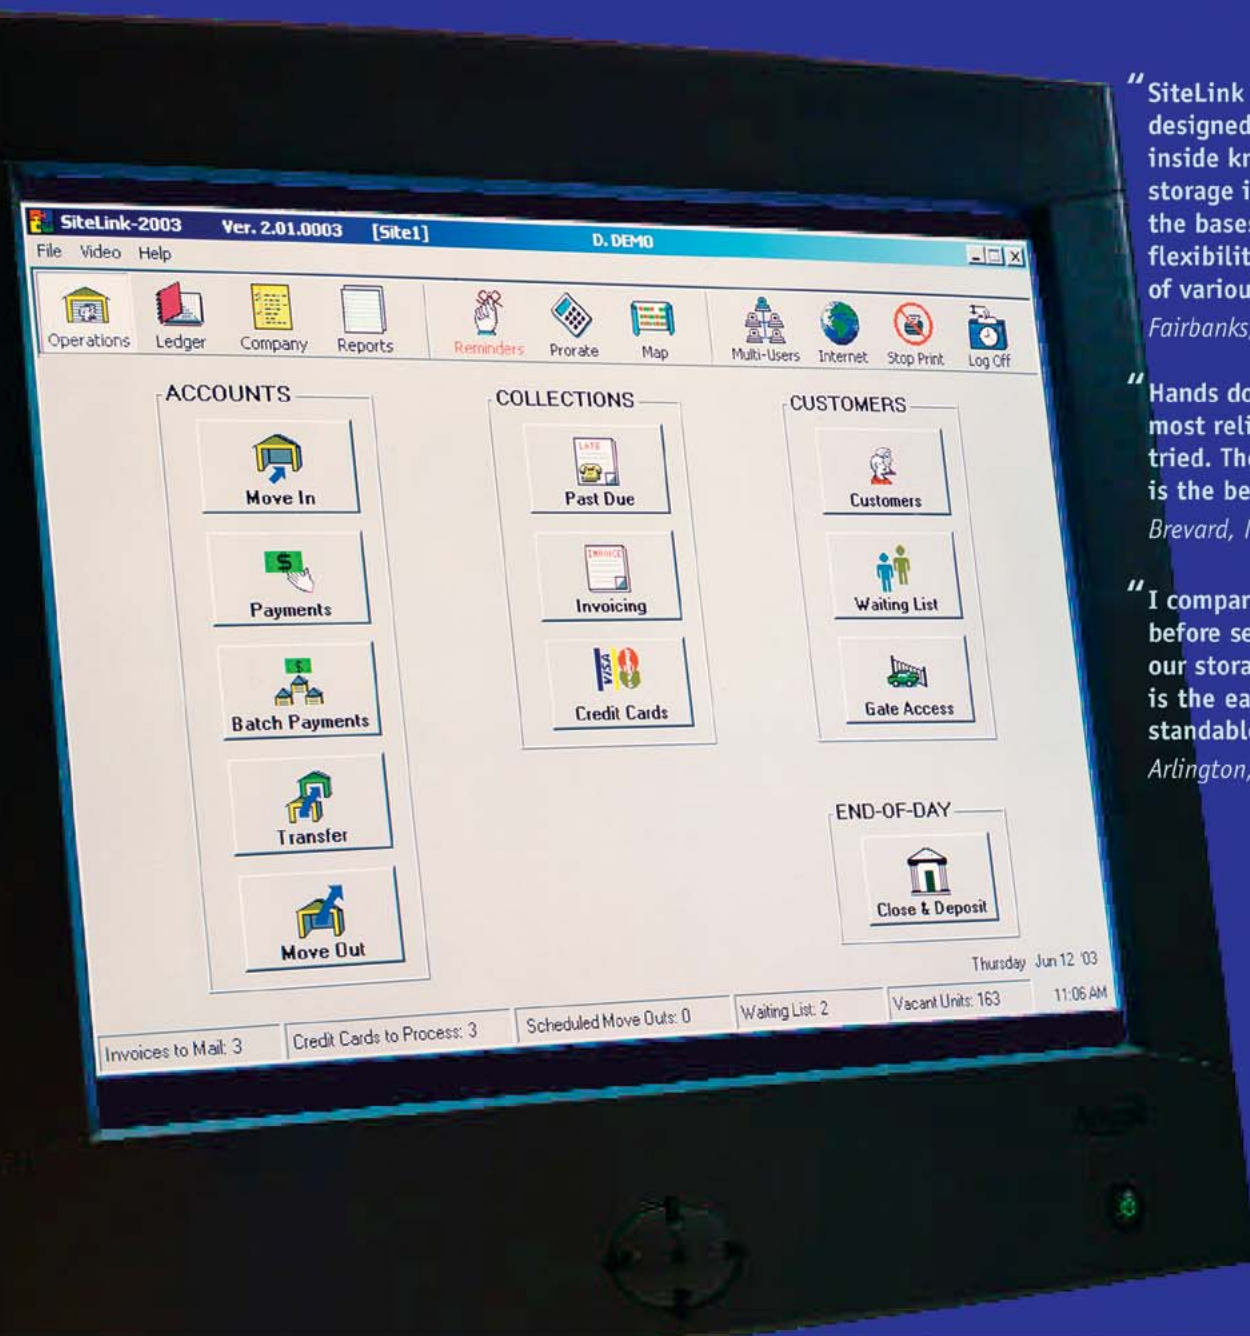 SiteLink-2003 Ver. 2.01.0003 [Site1] D. DEMO
File Video Help
Operations Ledger Company Reports Reminders Prorate Map Multi-Users Internet Stop Print Log Off
ACCOUNTS
Move In
Payments
Batch Payments
Transfer
Move Out
COLLECTIONS
LATE
Past Due
INVOICE
Invoicing
VISA
Credit Cards
CUSTOMERS
Customers
Waiting List
Gate Access
END-OF-DAY
Close & Deposit
Thursday Jun 12 '03
Invoices to Mail: 3 Credit Cards to Process: 3 Scheduled Move Outs: 0 Waiting List: 2 Vacant Units: 163 11:06 AM
"SiteLink
designed
inside kn
storage i
the bases
flexibilit
of variou
Fairbanks,
"Hands do
most reli
tried. The
is the be
Brevard, N
"I compar
before se
our stora
is the ea
standable
Arlington,